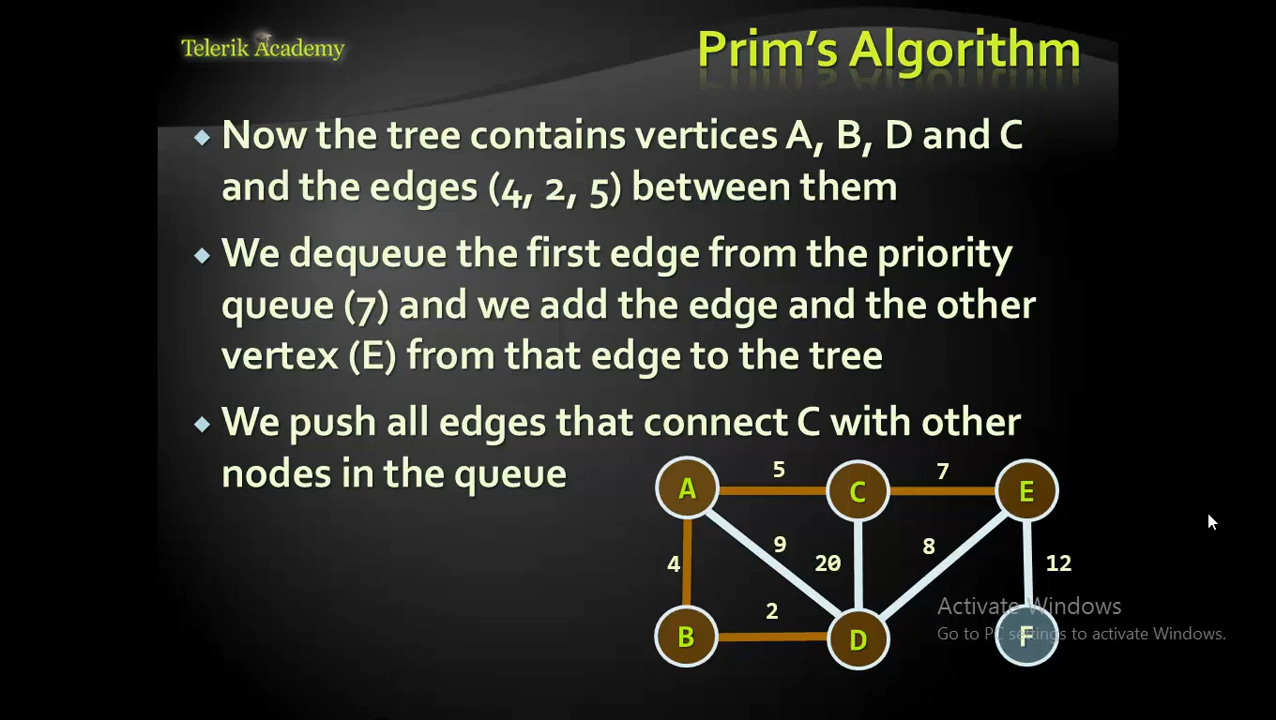 Telerik Academy
Prim's Algorithm
Now the tree contains vertices A, B, D and C
and the edges (4, 2, 5) between them
We dequeue the first edge from the priority
queue (7) and we add the edge and the other
vertex (E) from that edge to the tree
We push all edges that connect C with other
nodes in the queue
5
7
A
C
E
9
8
4
20
12
2
Activate Windows
Go to PC settings to activate Windows.
B
D
F